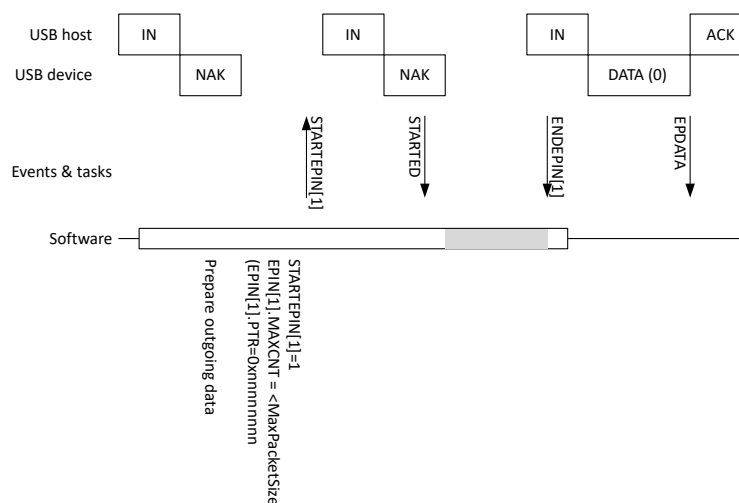 USB host
IN
IN
IN
ACK
USB device
NAK
NAK
DATA (0)
Events & tasks
STARTEPIN[1]
STARTED
ENDEPIN[1]
EPDATA
Software
Prepare outgoing data
(EPIN[1].PTR=0xnnnnnnnn
EPIN[1].MAXCNT = <MaxPacketSize
STARTEPIN[1]=1